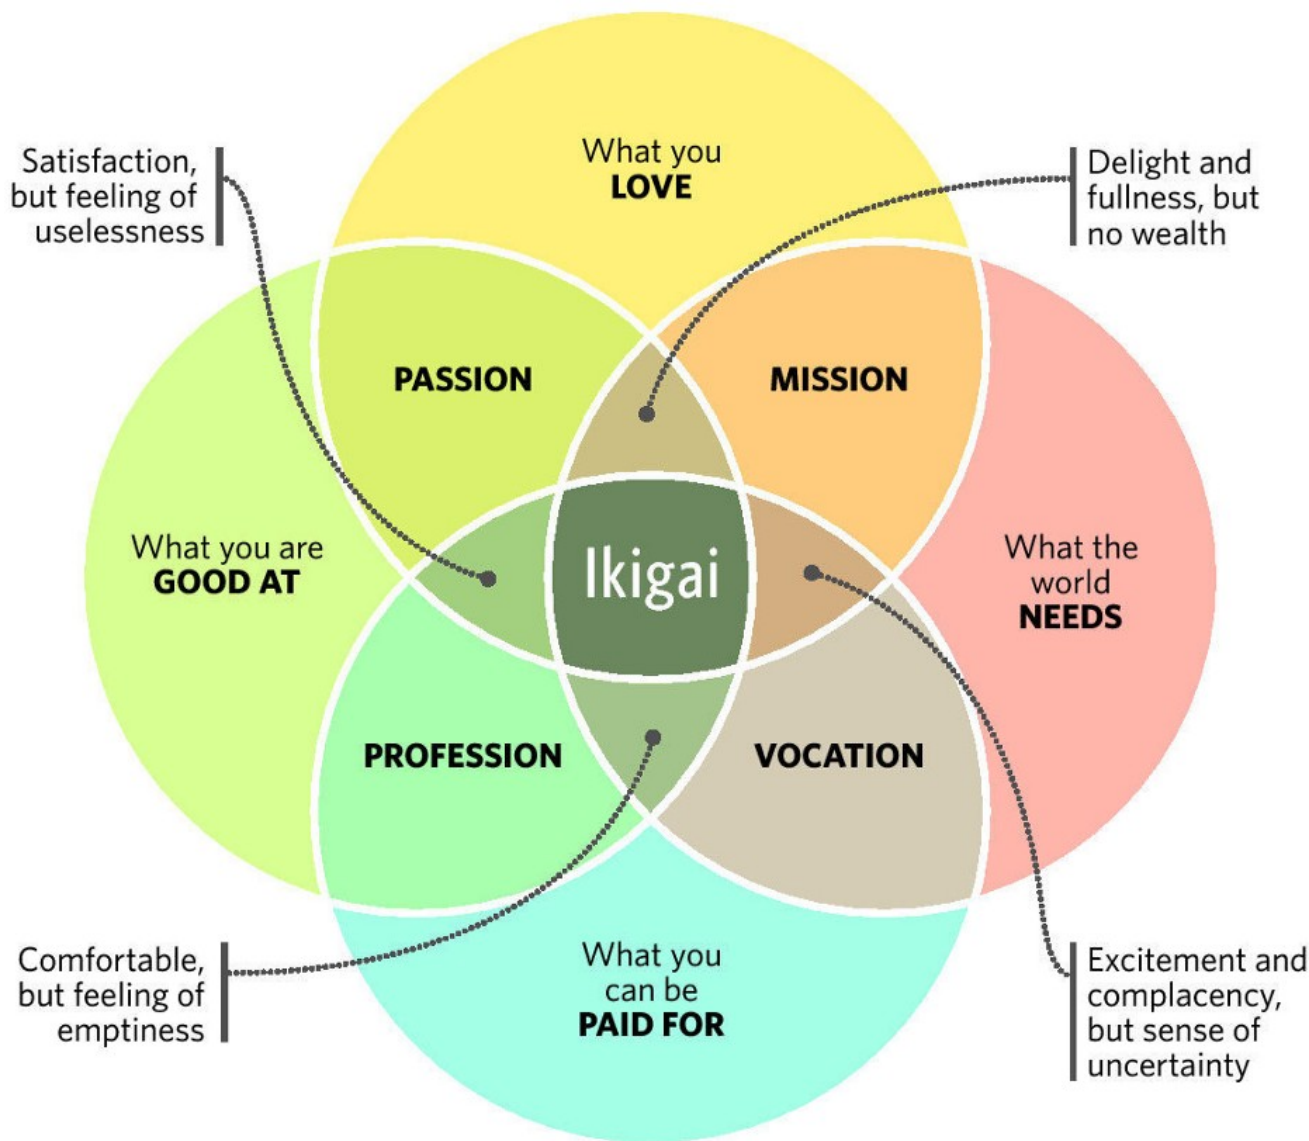 What you
LOVE
Satisfaction,
but feeling of
uselessness
Delight and
fullness, but
no wealth
PASSION
MISSION
What you are
GOOD AT
Ikigai
What the
world
NEEDS
PROFESSION
VOCATION
Comfortable,
but feeling of
emptiness
What you
can be
PAID FOR
Excitement and
complacency,
but sense of
uncertainty